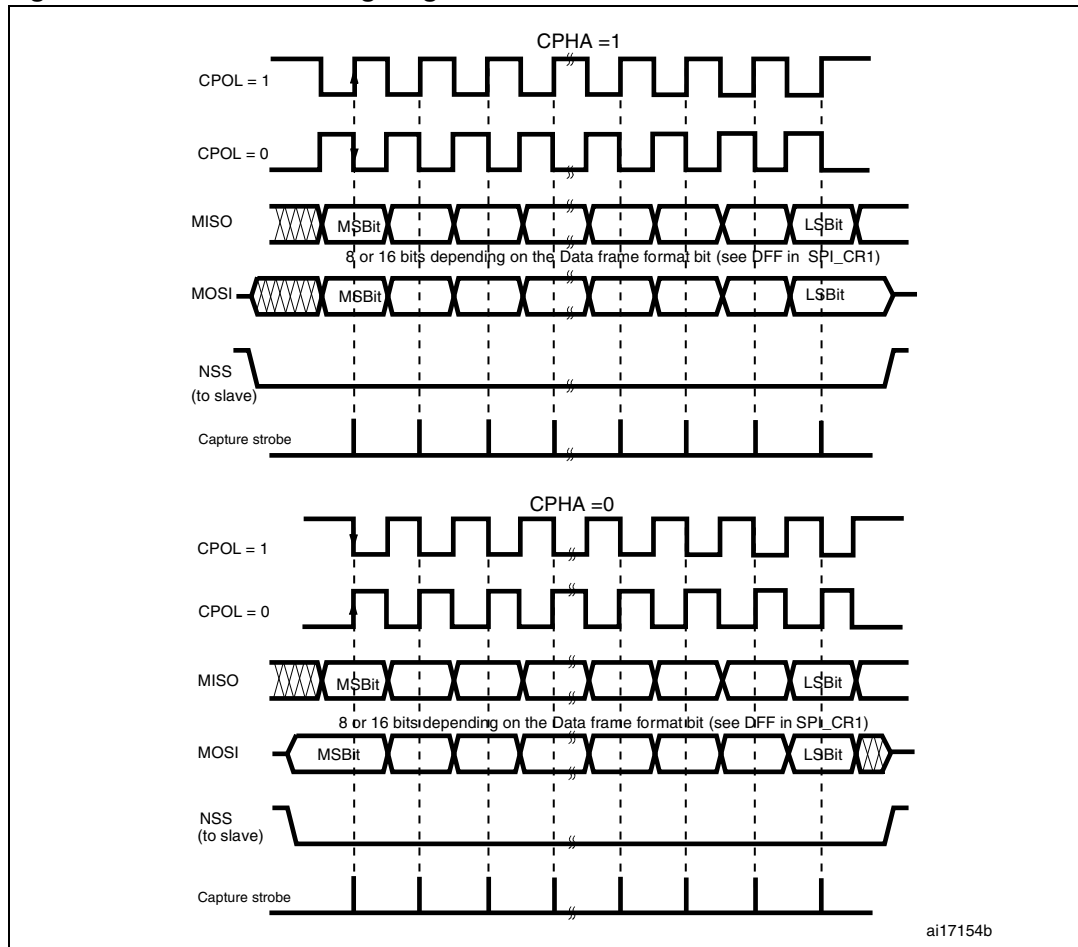 CPHA =1
CPOL = 1
CPOL = 0
MISO
MSBit
LSBit
8 or 16 bits depending on the Data frame format bit (see DFF in SPI_CR1)
MOSI
MSBit
LSBit
NSS
(to slave)
Capture strobe
CPHA =0
CPOL = 1
CPOL = 0
MISO
MSBit
LSBit
8 or 16 bits depending on the Data frame format bit (see DFF in SPI_CR1)
MOSI
MSBit
LSBit
NSS
(to slave)
Capture strobe
ai17154b